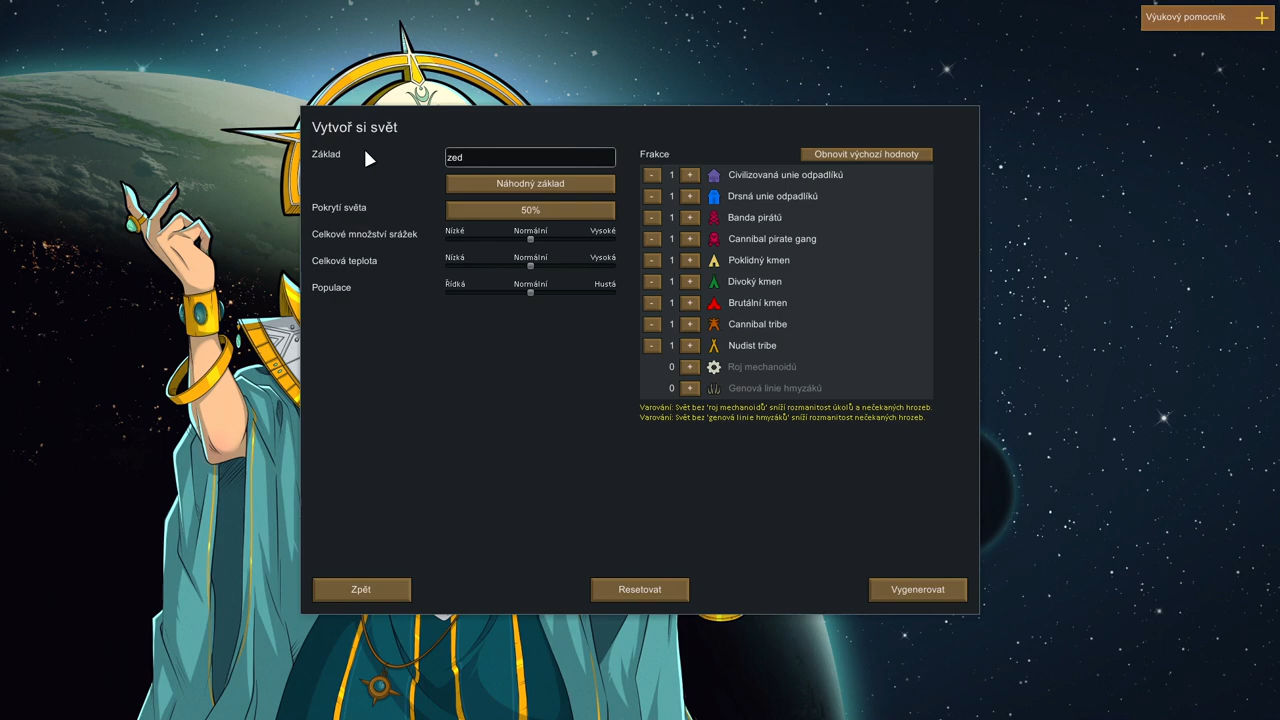 Výukový pomocník
Vytvoř si svět
Základ
zed
Náhodný základ
Pokrytí světa
50%
Celkové množství srážek
Nízké Normální Vysoké
Celková teplota
Nízká Normální Vysoká
Populace
Řídká Normální Hustá
Frakce
Obnovit výchozí hodnoty
- 1 + Civilizovaná unie odpadlíků
- 1 + Drsná unie odpadlíků
- 1 + Banda pirátů
- 1 + Cannibal pirate gang
- 1 + Poklidný kmen
- 1 + Divoký kmen
- 1 + Brutální kmen
- 1 + Cannibal tribe
- 1 + Nudist tribe
0 + Roj mechanoidů
0 + Genová linie hmyzáků
Varování: Svět bez 'roj mechanoidů' sníží rozmanitost úkolů a nečekaných hrozeb.
Varování: Svět bez 'genová linie hmyzáků' sníží rozmanitost nečekaných hrozeb.
Zpět
Resetovat
Vygenerovat